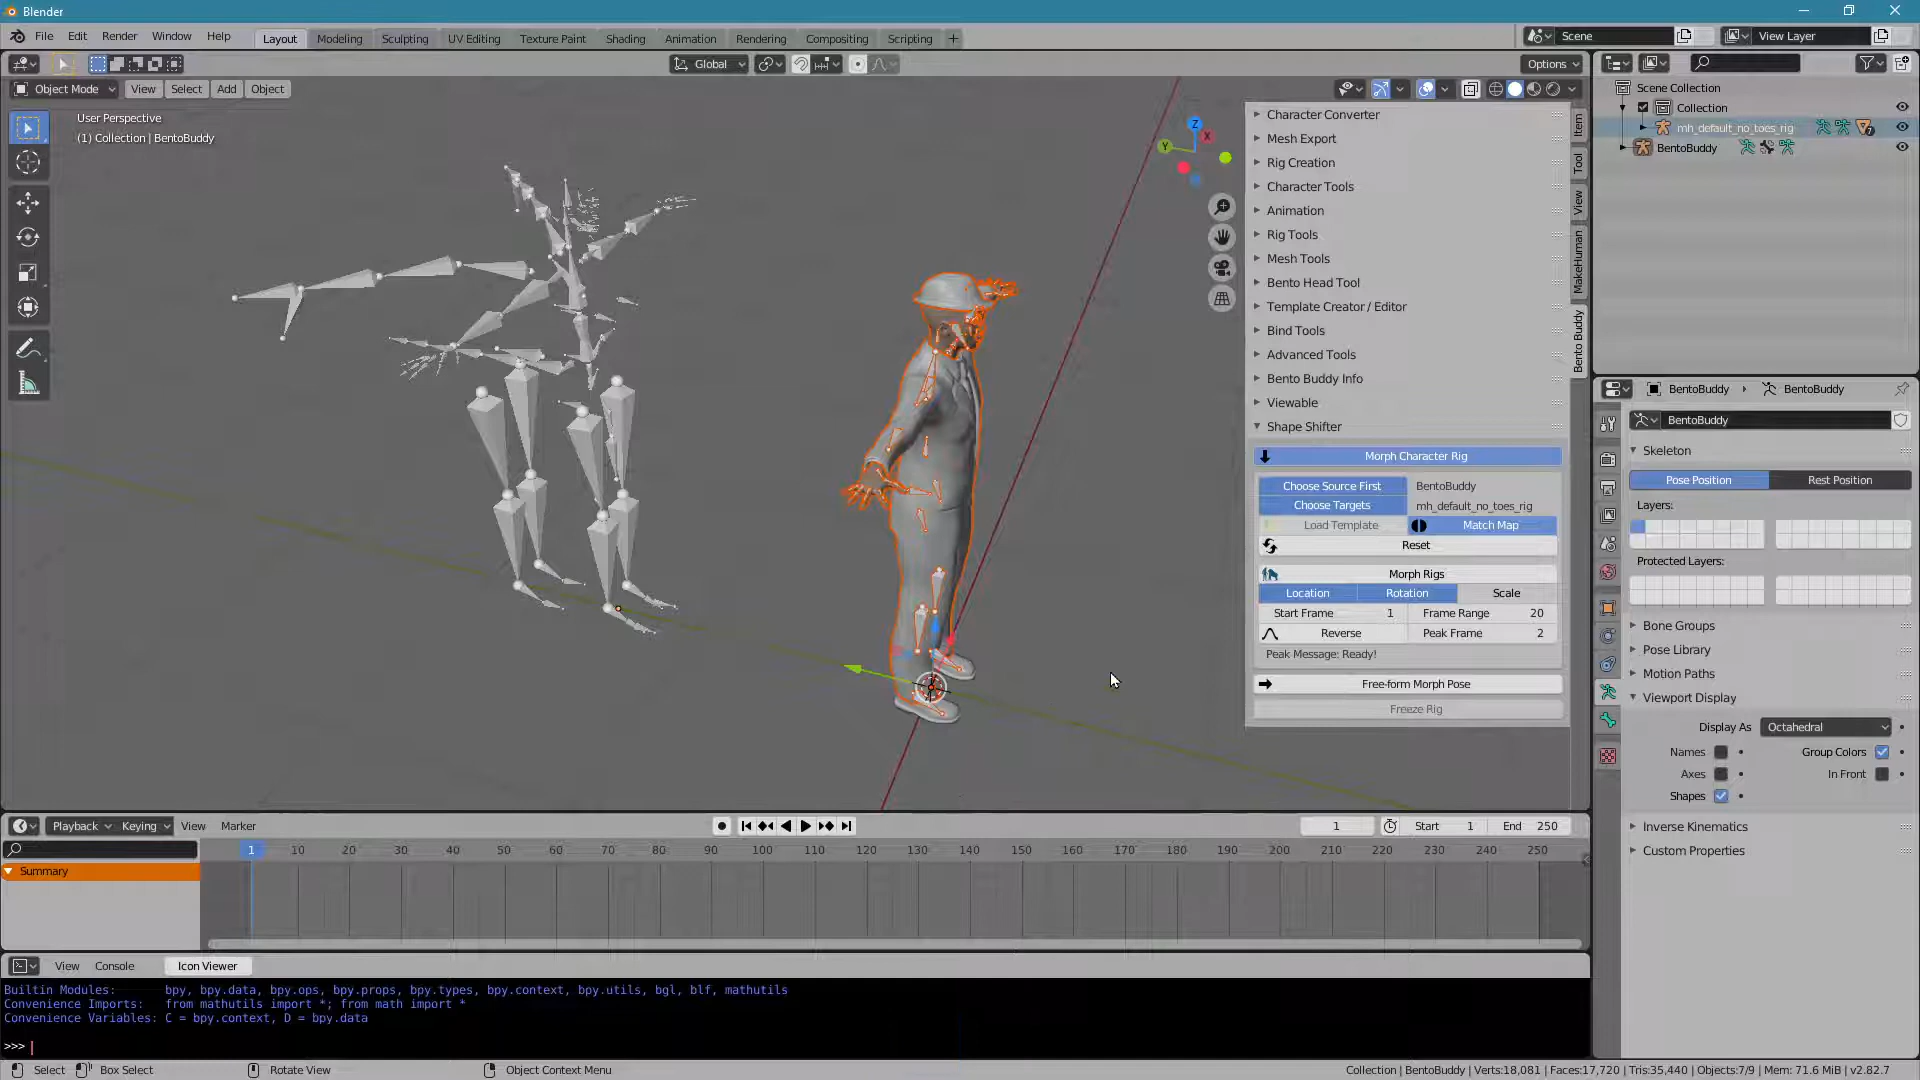 Blender
File Edit Render Window Help Layout Modeling Sculpting UV Editing Texture Paint Shading Animation Rendering Compositing Scripting + Scene View Layer
Global Options
Object Mode View Select Add Object
User Perspective
(1) Collection | BentoBuddy
Z
X
Y
Character Converter
Mesh Export
Rig Creation
Character Tools
Animation
Rig Tools
Mesh Tools
Bento Head Tool
Template Creator / Editor
Bind Tools
Advanced Tools
Bento Buddy Info
Viewable
Shape Shifter
Morph Character Rig
Choose Source First BentoBuddy
Choose Targets mh_default_no_toes_rig
Load Template Match Map
Reset
Morph Rigs
Location Rotation Scale
Start Frame 1 Frame Range 20
Reverse Peak Frame 2
Peak Message: Ready!
Free-form Morph Pose
Freeze Rig
Item
Tool
View
MakeHuman
Bento Buddy
Scene Collection
Collection
mh_default_no_toes_rig
BentoBuddy
BentoBuddy BentoBuddy
BentoBuddy
Skeleton
Pose Position Rest Position
Layers:
Protected Layers:
Bone Groups
Pose Library
Motion Paths
Viewport Display
Display As Octahedral
Names Group Colors
Axes In Front
Shapes
Inverse Kinematics
Custom Properties
Playback Keying View Marker 1 Start 1 End 250
1 10 20 30 40 50 60 70 80 90 100 110 120 130 140 150 160 170 180 190 200 210 220 230 240 250
Summary
View Console Icon Viewer
Builtin Modules: bpy, bpy.data, bpy.ops, bpy.props, bpy.types, bpy.context, bpy.utils, bgl, blf, mathutils
Convenience Imports: from mathutils import *; from math import *
Convenience Variables: C = bpy.context, D = bpy.data
>>>
Select Box Select Rotate View Object Context Menu Collection | BentoBuddy | Verts:18,081 | Faces:17,720 | Tris:35,440 | Objects:7/9 | Mem: 71.6 MiB | v2.82.7